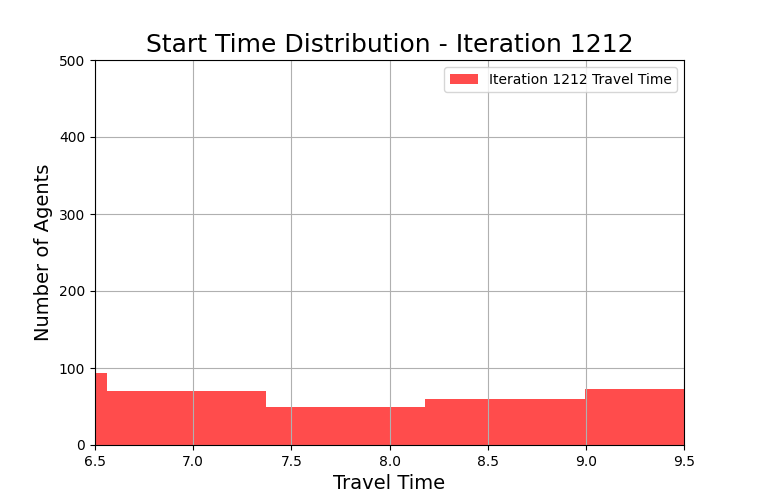 Start Time Distribution - Iteration 1212
Iteration 1212 Travel Time
Number of Agents
500
400
300
200
100
0
6.5 7.0 7.5 8.0 8.5 9.0 9.5
Travel Time